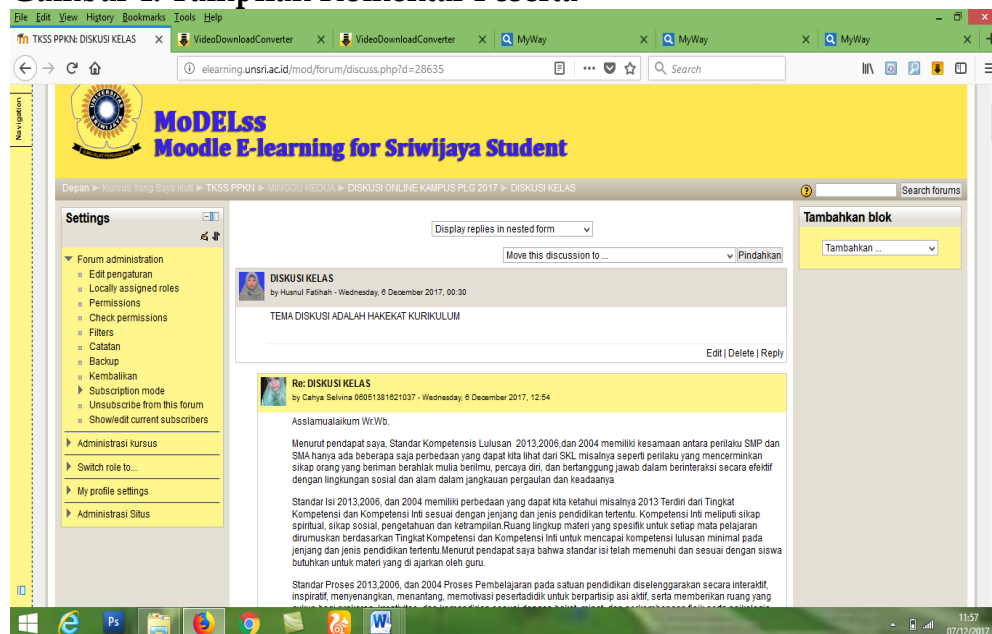 File Edit View History Bookmarks Tools Help
TKSS PPKN: DISKUSI KELAS
VideoDownloadConverter
VideoDownloadConverter
MyWay
MyWay
MyWay
elearning.unsri.ac.id/mod/forum/discuss.php?d=28635
Search
Navigation
MoDELss
Moodle E-learning for Sriwijaya Student
Depan ► Kursus Yang Saya Ikuti ► TKSS PPKN ► MINGGU KEDUA ► DISKUSI ONLINE KAMPUS PLG 2017 ► DISKUSI KELAS
Search forums
Settings
Forum administration
Edit pengaturan
Locally assigned roles
Permissions
Check permissions
Filters
Catatan
Backup
Kembalikan
Subscription mode
Unsubscribe from this forum
Show/edit current subscribers
Administrasi kursus
Switch role to...
My profile settings
Administrasi Situs
Display replies in nested form
Move this discussion to ...
Pindahkan
DISKUSI KELAS
by Husnul Fatihah - Wednesday, 6 December 2017, 00:30
TEMA DISKUSI ADALAH HAKEKAT KURIKULUM
Edit | Delete | Reply
Re: DISKUSI KELAS
by Cahya Selvina 06051381621037 - Wednesday, 6 December 2017, 12:54
Asslamualaikum Wr.Wb.
Menurut pendapat saya, Standar Kompetensis Lulusan 2013,2006,dan 2004 memiliki kesamaan antara perilaku SMP dan
SMA hanya ada beberapa saja perbedaan yang dapat kita lihat dari SKL misalnya seperti perilaku yang mencerminkan
sikap orang yang beriman berahlak mulia berilmu, percaya diri, dan bertanggung jawab dalam berinteraksi secara efektif
dengan lingkungan sosial dan alam dalam jangkauan pergaulan dan keadaanya
Standar Isi 2013,2006, dan 2004 memiliki perbedaan yang dapat kita ketahui misalnya 2013 Terdiri dari Tingkat
Kompetensi dan Kompetensi Inti sesuai dengan jenjang dan jenis pendidikan tertentu. Kompetensi Inti meliputi sikap
spiritual, sikap sosial, pengetahuan dan ketrampilan.Ruang lingkup materi yang spesifik untuk setiap mata pelajaran
dirumuskan berdasarkan Tingkat Kompetensi dan Kompetensi Inti untuk mencapai kompetensi lulusan minimal pada
jenjang dan jenis pendidikan tertentu.Menurut pendapat saya bahwa standar isi telah memenuhi dan sesuai dengan siswa
butuhkan untuk materi yang di ajarkan oleh guru.
Standar Proses 2013,2006, dan 2004 Proses Pembelajaran pada satuan pendidikan diselenggarakan secara interaktif,
inspiratif, menyenangkan, menantang, memotivasi pesertadidik untuk berpartisip asi aktif, serta memberikan ruang yang
Tambahkan blok
Tambahkan ...
11:57
07/12/2017